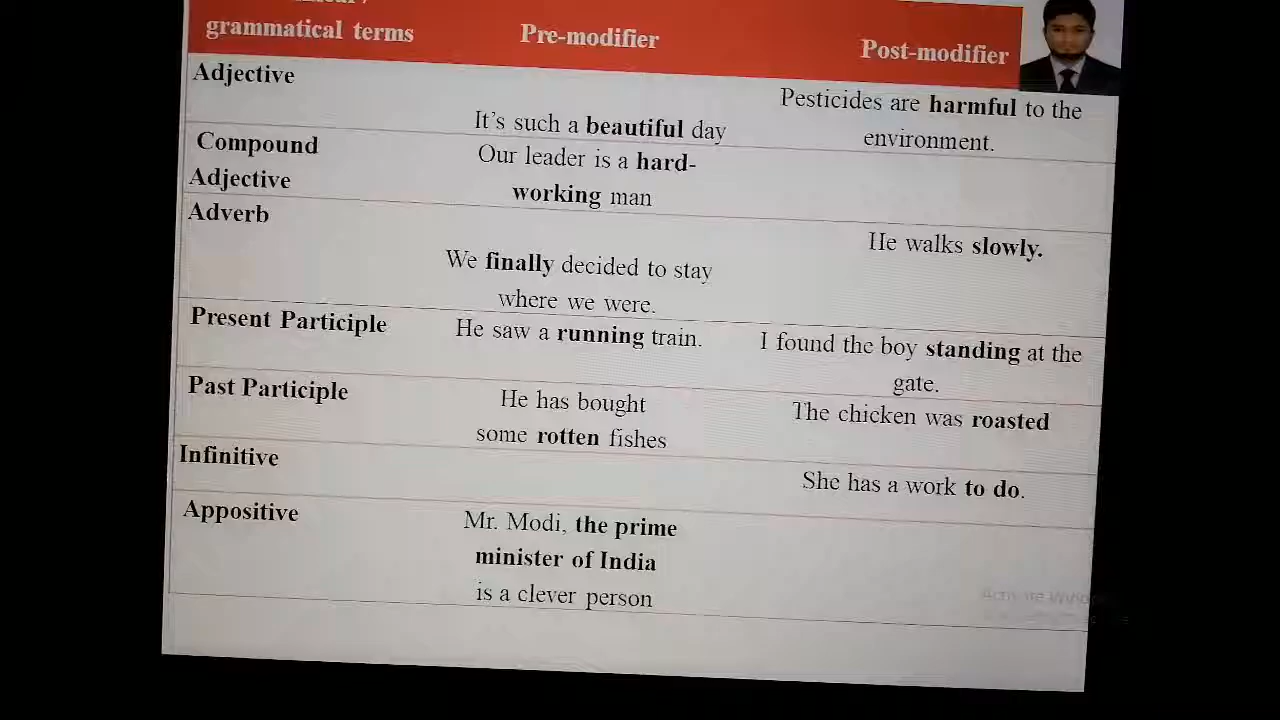 grammatical terms
Pre-modifier
Post-modifier
Adjective
It's such a beautiful day
Pesticides are harmful to the
environment.
Compound
Adjective
Our leader is a hard-
working man
Adverb
We finally decided to stay
where we were.
He walks slowly.
Present Participle
He saw a running train.
I found the boy standing at the
gate.
Past Participle
He has bought
some rotten fishes
The chicken was roasted
Infinitive
She has a work to do.
Appositive
Mr. Modi, the prime
minister of India
is a clever person
Activate Windows